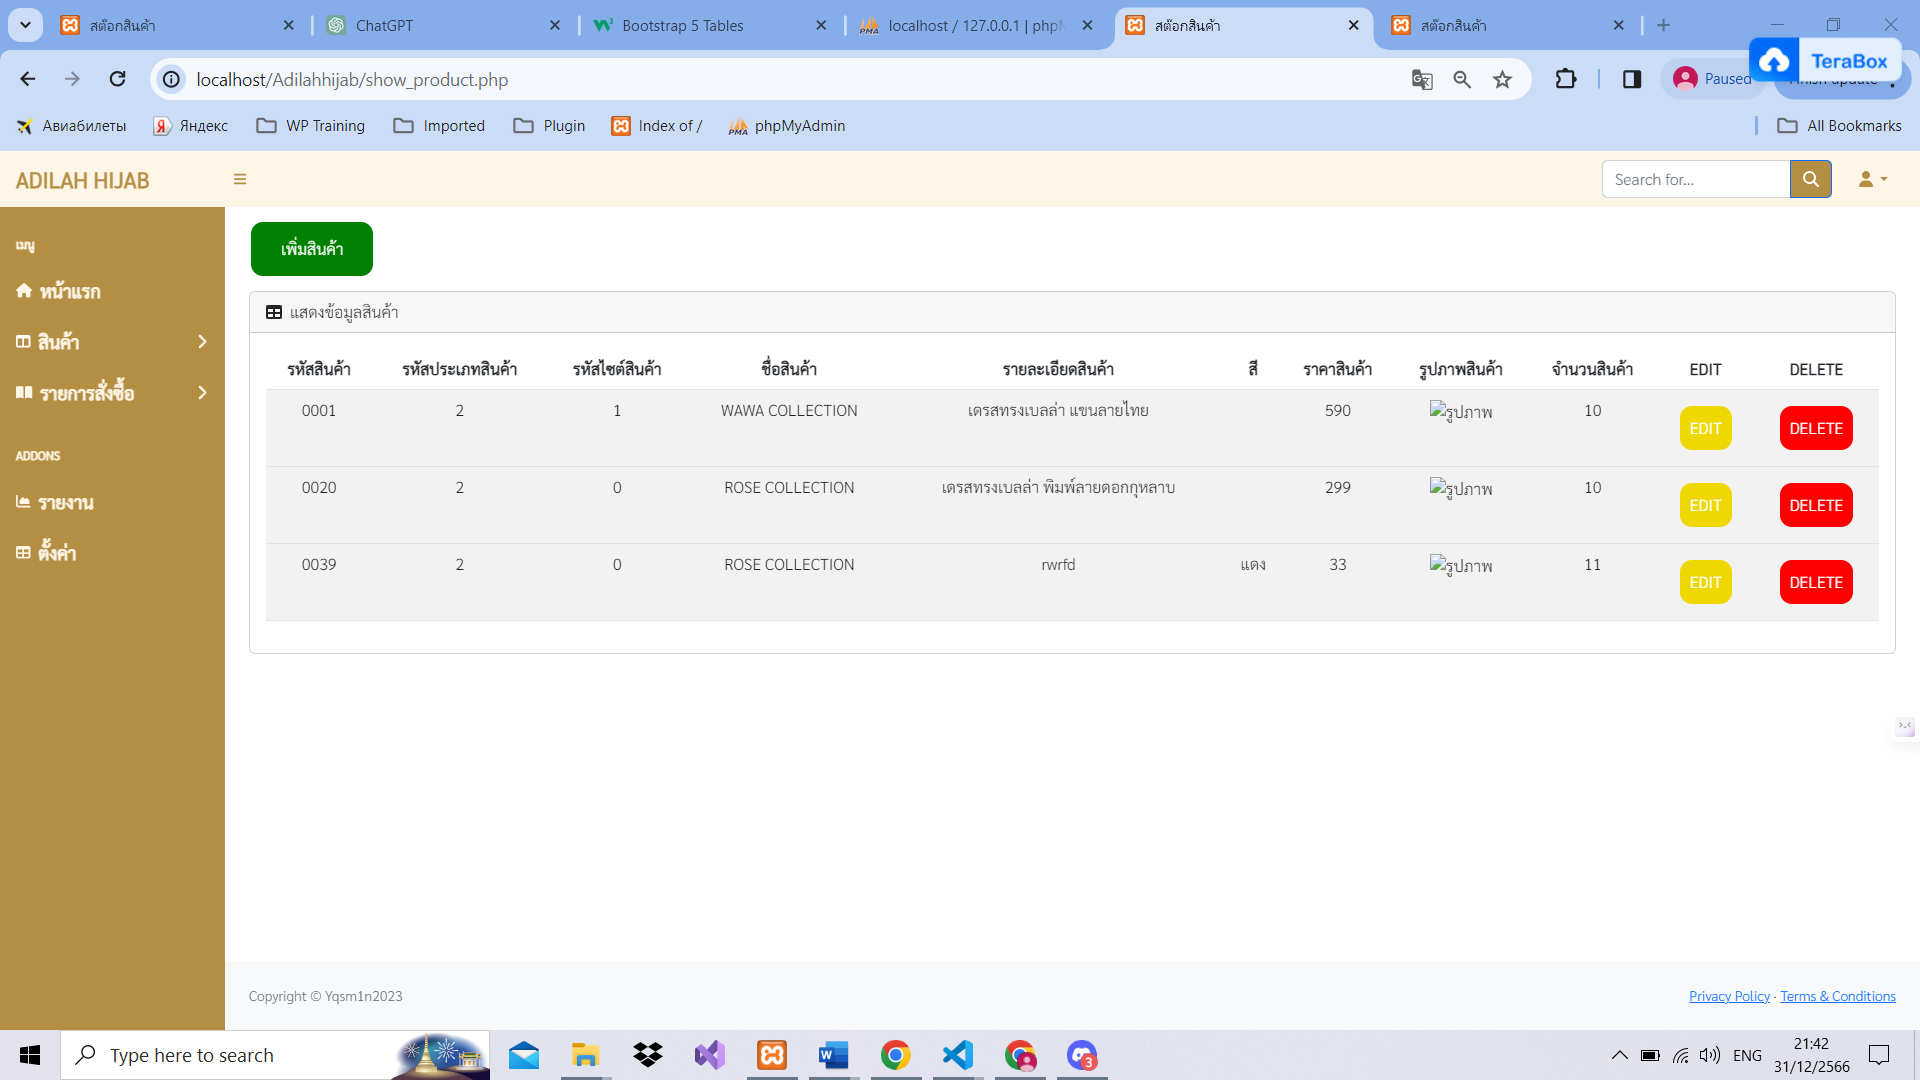 สต๊อกสินค้า
ChatGPT
Bootstrap 5 Tables
localhost / 127.0.0.1 | phpM
สต๊อกสินค้า
สต๊อกสินค้า
localhost/Adilahhijab/show_product.php
Paused
TeraBox
Авиабилеты
Яндекс
WP Training
Imported
Plugin
Index of /
phpMyAdmin
All Bookmarks
ADILAH HIJAB
Search for...
เมนู
หน้าแรก
สินค้า
รายการสั่งซื้อ
ADDONS
รายงาน
ตั้งค่า
เพิ่มสินค้า
แสดงข้อมูลสินค้า
รหัสสินค้า รหัสประเภทสินค้า รหัสไซต์สินค้า ชื่อสินค้า รายละเอียดสินค้า สี ราคาสินค้า รูปภาพสินค้า จำนวนสินค้า EDIT DELETE
0001 2 1 WAWA COLLECTION เดรสทรงเบลล่า แขนลายไทย 590 รูปภาพ 10 EDIT DELETE
0020 2 0 ROSE COLLECTION เดรสทรงเบลล่า พิมพ์ลายดอกกุหลาบ 299 รูปภาพ 10 EDIT DELETE
0039 2 0 ROSE COLLECTION rwrfd แดง 33 รูปภาพ 11 EDIT DELETE
Copyright © Yqsm1n2023
Privacy Policy · Terms & Conditions
Type here to search
3
ENG
21:42
31/12/2566